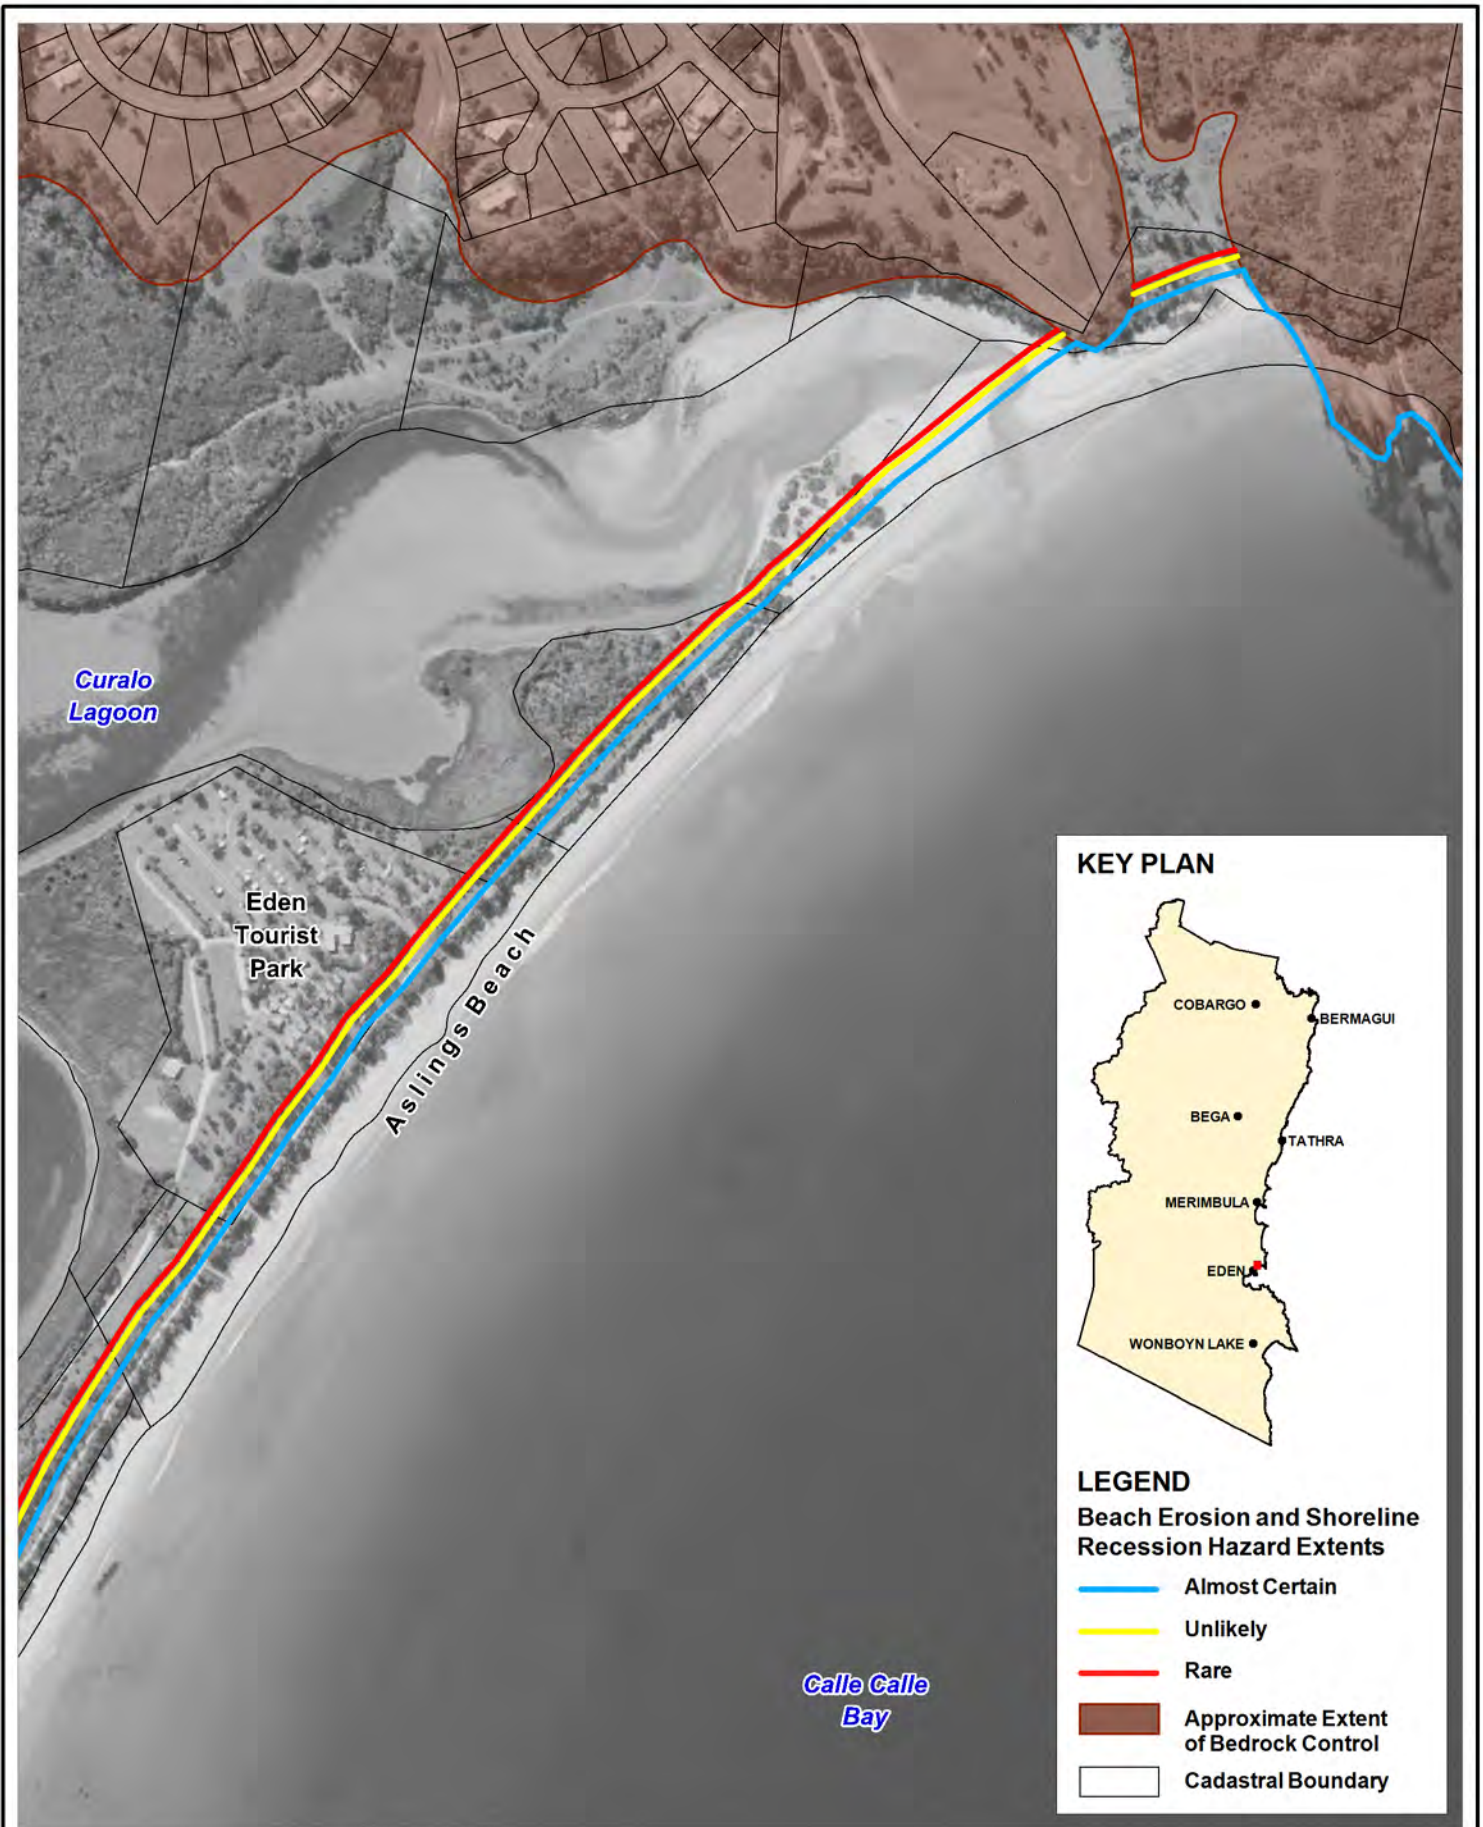 Curalo
Lagoon
Eden
Tourist
Park
Aslings Beach
Calle Calle
Bay
KEY PLAN
COBARGO
BERMAGUI
BEGA
TATHRA
MERIMBULA
EDEN
WONBOYN LAKE
LEGEND
Beach Erosion and Shoreline
Recession Hazard Extents
Almost Certain
Unlikely
Rare
Approximate Extent
of Bedrock Control
Cadastral Boundary